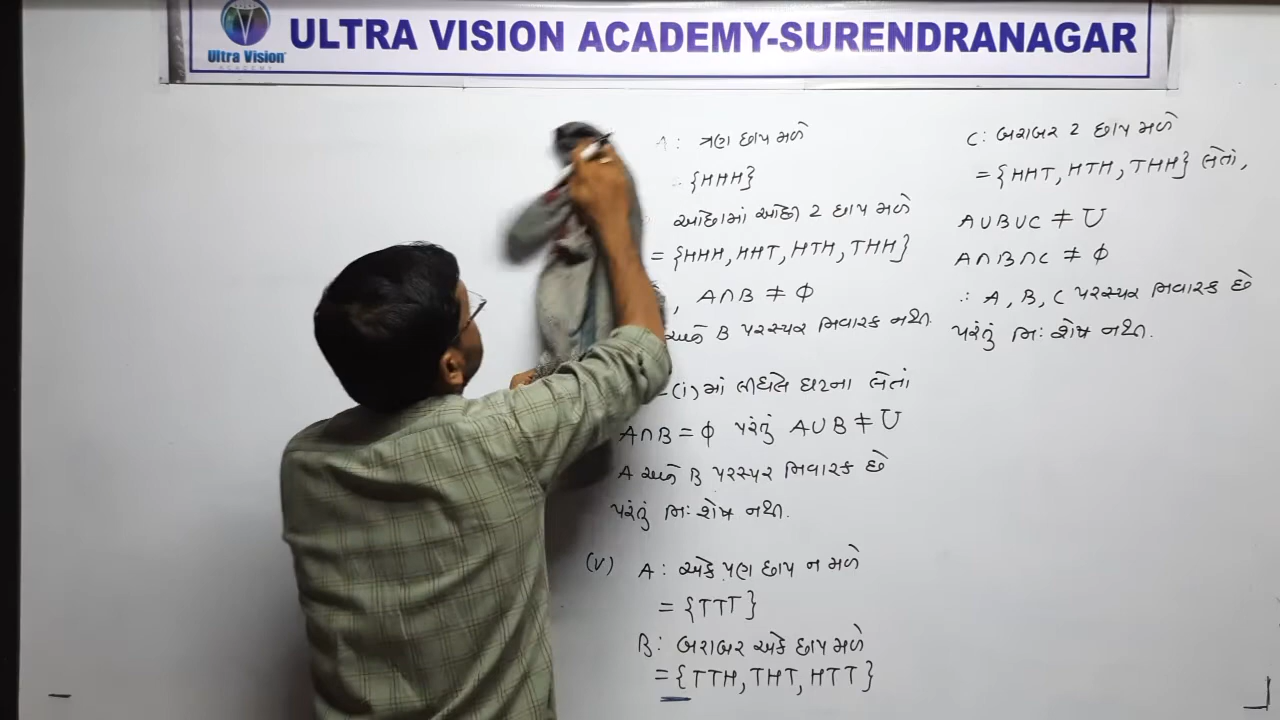 ULTRA VISION ACADEMY-SURENDRANAGAR
Ultra Vision
ACADEMY
: ત્રણ છાપ મળે
{HHH}
ઓછામાં ઓછી 2 છાપ મળે
= {HHH, HHT, HTH, THH}
, A∩B ≠ ϕ
અને B પરસ્પર નિવારક નથી.
(i) માં લીધેલ ઘટના લેતાં
A∩B = ϕ પરંતુ A∪B ≠ U
A અને B પરસ્પર નિવારક છે
પરંતું નિઃશેષ નથી.
(V) A: એક પણ છાપ ન મળે
= {TTT}
B: બરાબર એક છાપ મળે
= {TTH, THT, HTT}
C: બરાબર 2 છાપ મળે
= {HHT, HTH, THH} લેતાં,
A∪B∪C ≠ U
A∩B∩C ≠ ϕ
∴ A, B, C પરસ્પર નિવારક છે
પરંતું નિઃશેષ નથી.